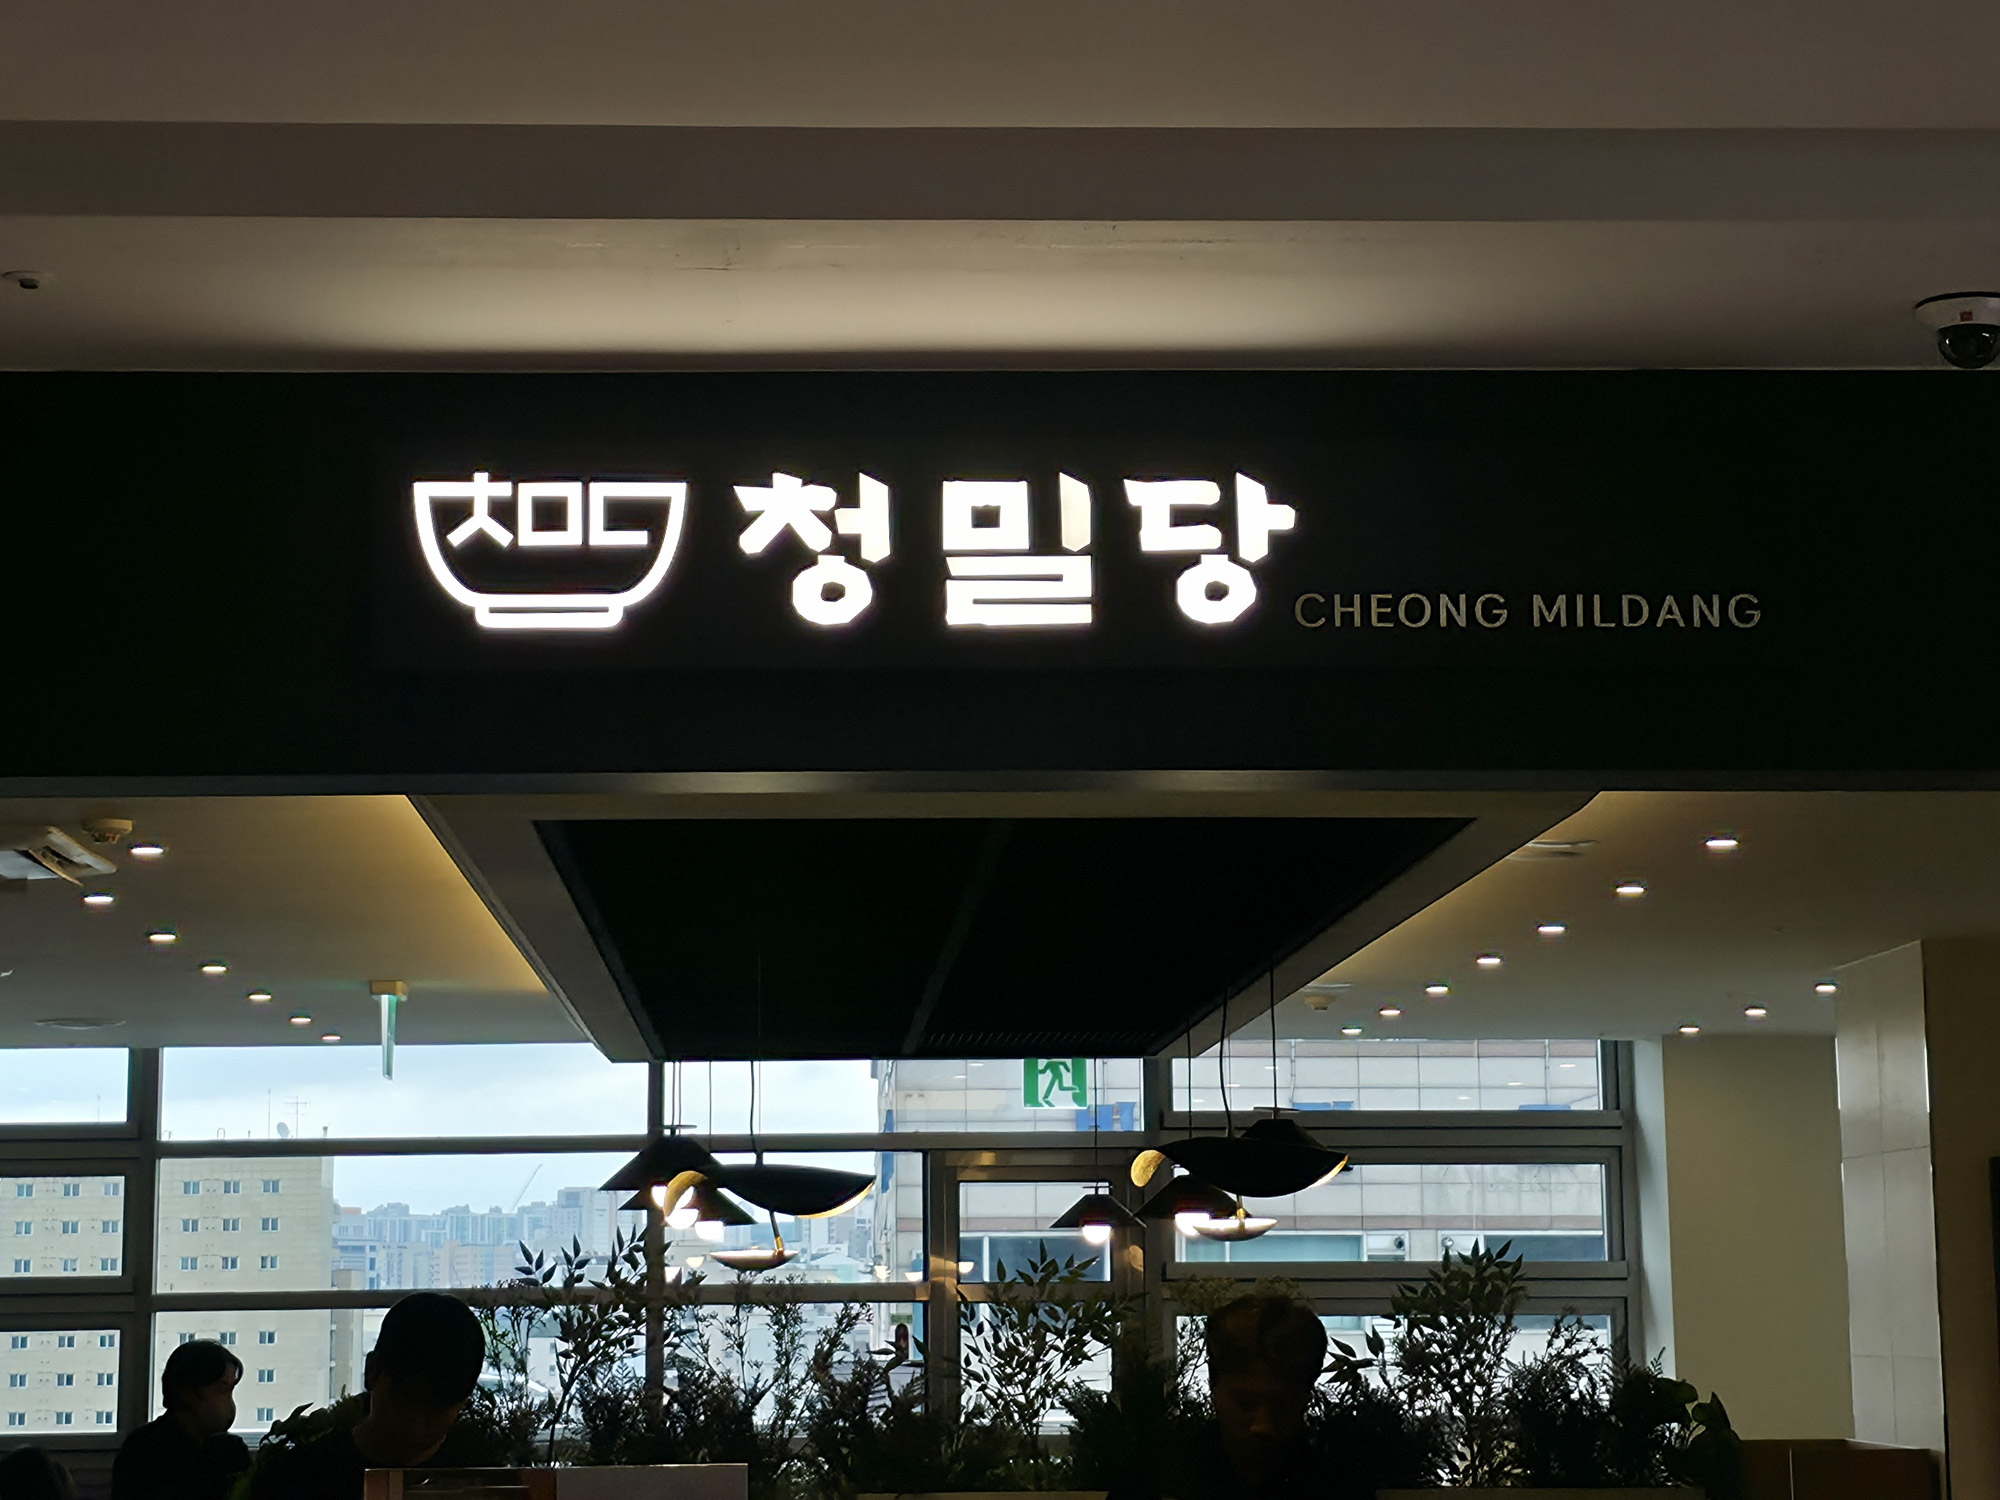 ㅊㅁㄷ 청밀당 CHEONG MILDANG